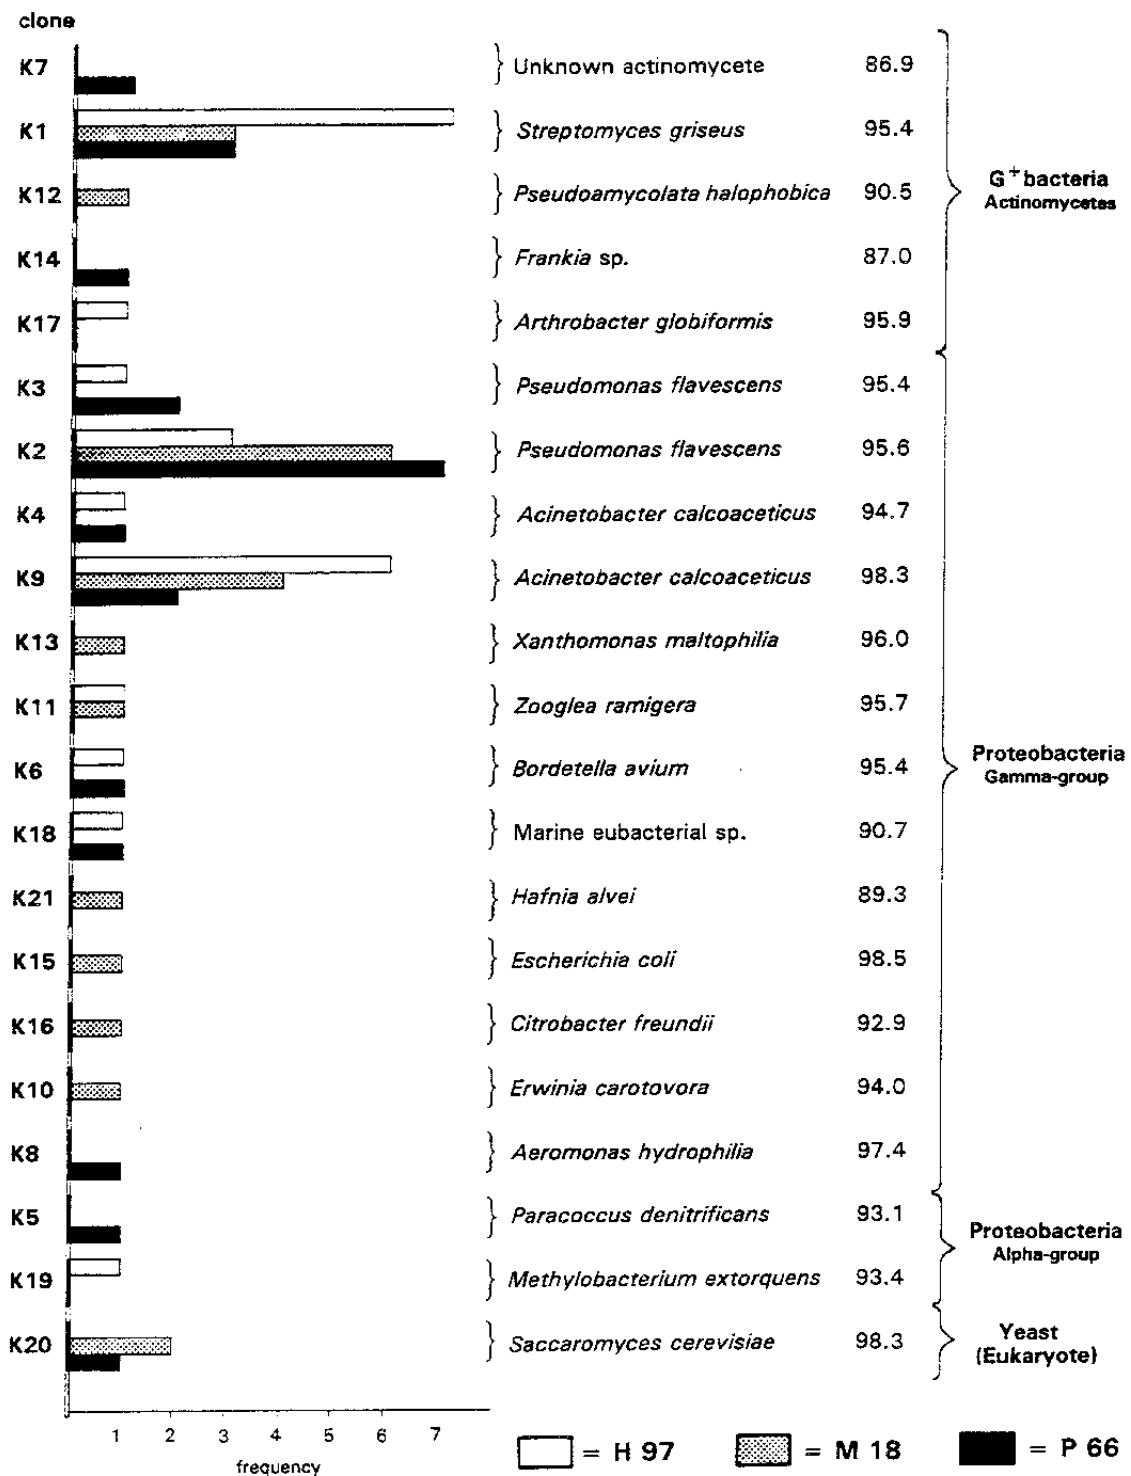 clone
K7 } Unknown actinomycete 86.9
K1 } Streptomyces griseus 95.4
K12 } Pseudoamycolata halophobica 90.5
G+bacteria
Actinomycetes
K14 } Frankia sp. 87.0
K17 } Arthrobacter globiformis 95.9
K3 } Pseudomonas flavescens 95.4
K2 } Pseudomonas flavescens 95.6
K4 } Acinetobacter calcoaceticus 94.7
K9 } Acinetobacter calcoaceticus 98.3
K13 } Xanthomonas maltophilia 96.0
K11 } Zooglea ramigera 95.7
K6 } Bordetella avium 95.4
Proteobacteria
Gamma-group
K18 } Marine eubacterial sp. 90.7
K21 } Hafnia alvei 89.3
K15 } Escherichia coli 98.5
K16 } Citrobacter freundii 92.9
K10 } Erwinia carotovora 94.0
K8 } Aeromonas hydrophilia 97.4
K5 } Paracoccus denitrificans 93.1
Proteobacteria
Alpha-group
K19 } Methylobacterium extorquens 93.4
K20 } Saccaromyces cerevisiae 98.3
Yeast
(Eukaryote)
1 2 3 4 5 6 7
frequency
= H 97 = M 18 = P 66